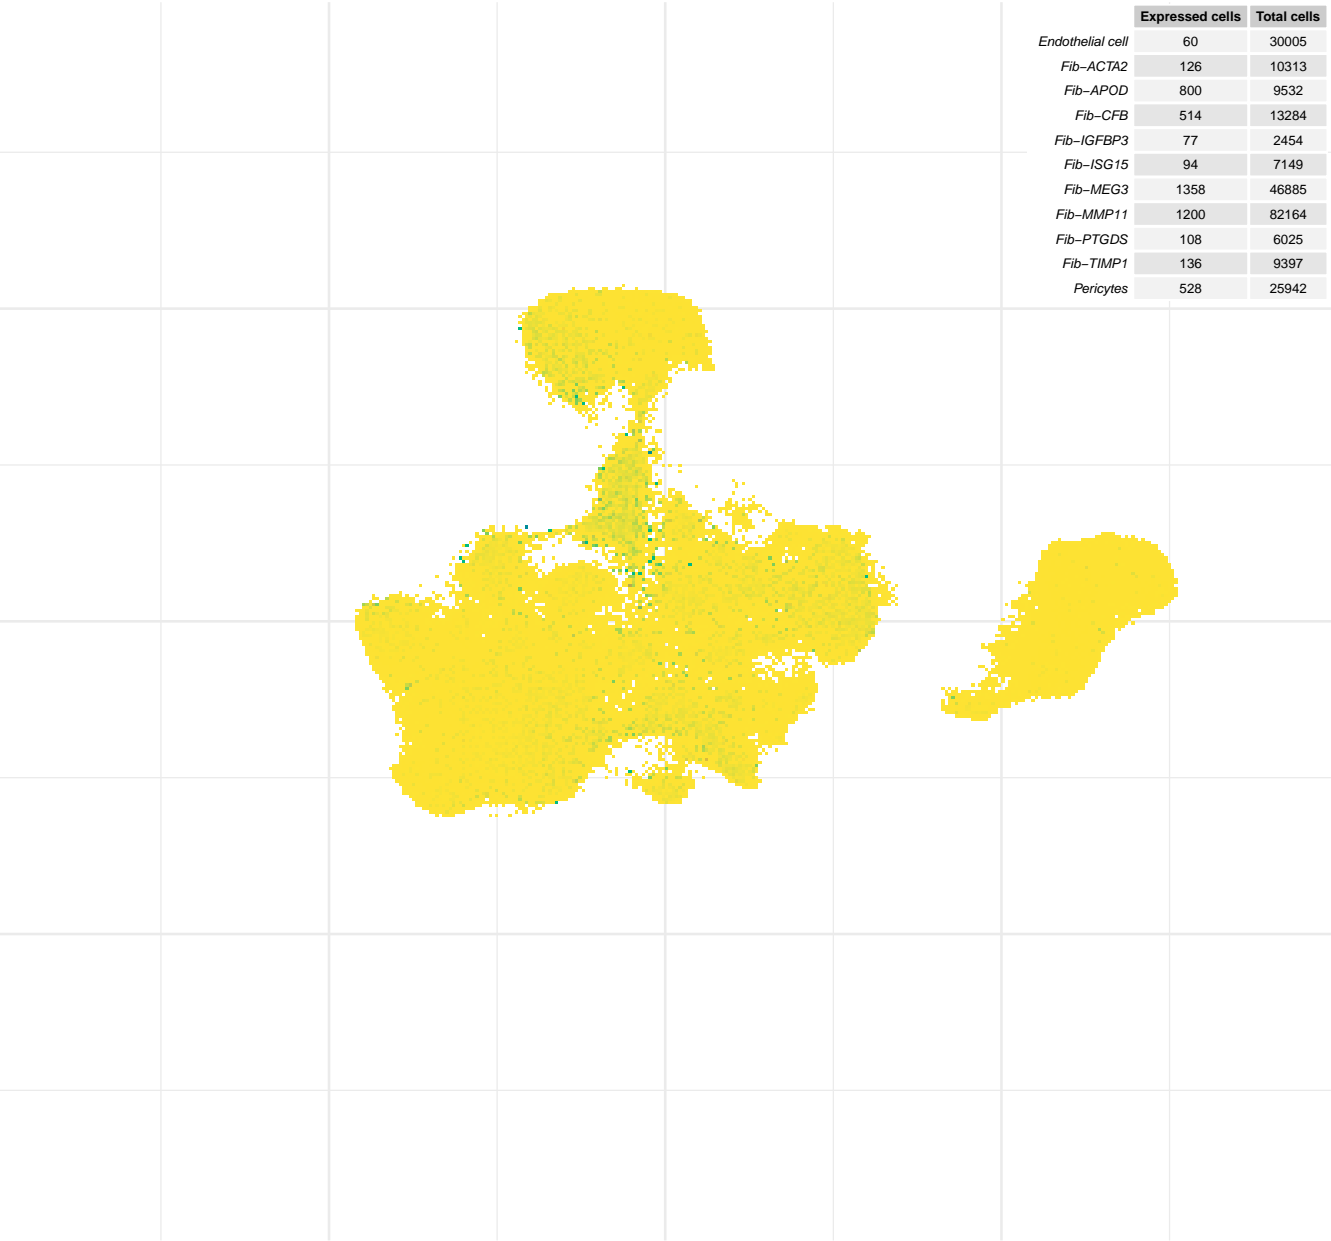 Expressed cells Total cells
Endothelial cell 60 30005
Fib−ACTA2 126 10313
Fib−APOD 800 9532
Fib−CFB 514 13284
Fib−IGFBP3 77 2454
Fib−ISG15 94 7149
Fib−MEG3 1358 46885
Fib−MMP11 1200 82164
Fib−PTGDS 108 6025
Fib−TIMP1 136 9397
Pericytes 528 25942